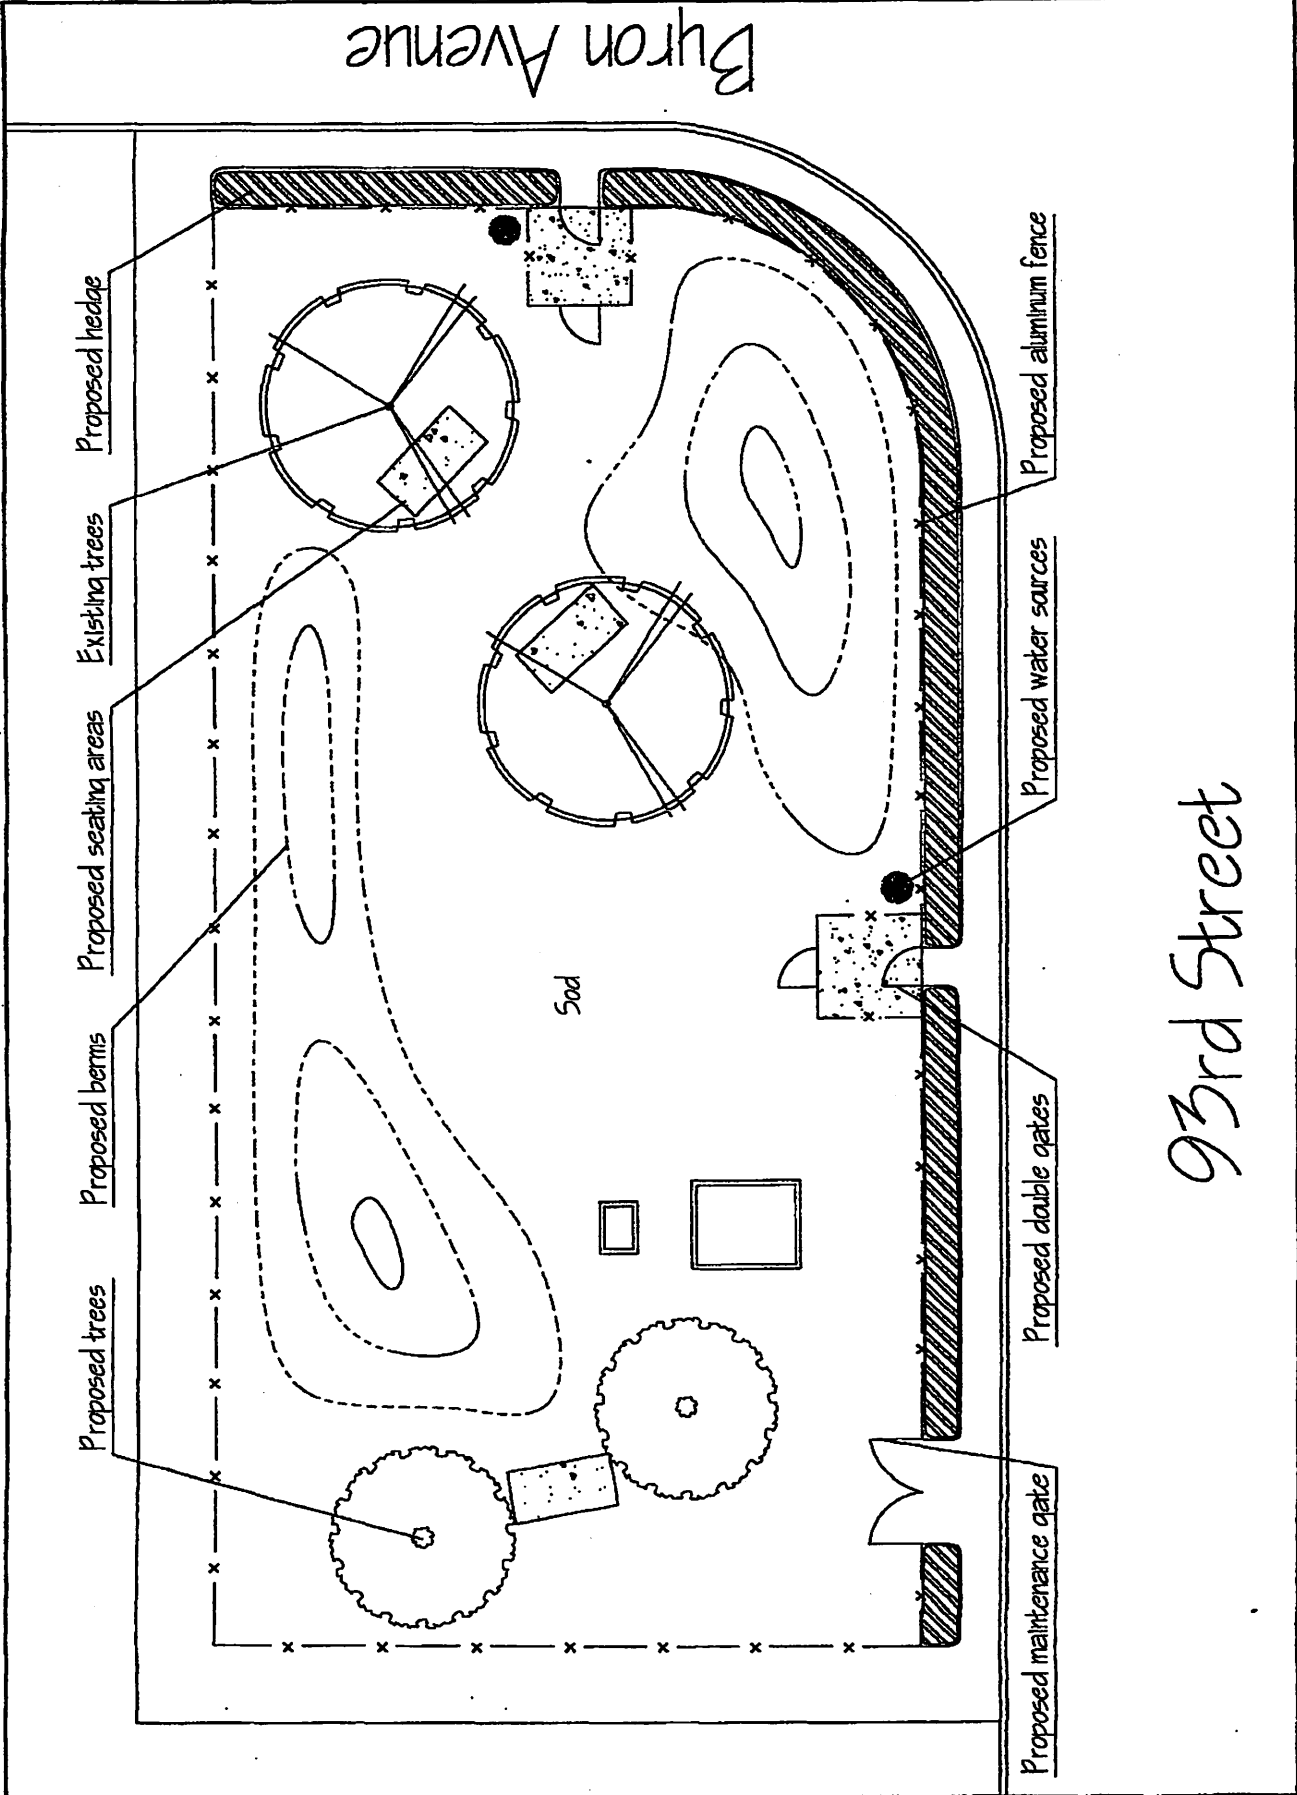 Byron Avenue
Proposed trees
Proposed berms
Proposed seating areas
Existing trees
Proposed hedge
Sod
Proposed maintenance gate
Proposed double gates
Proposed water sources
Proposed aluminum fence
93rd Street